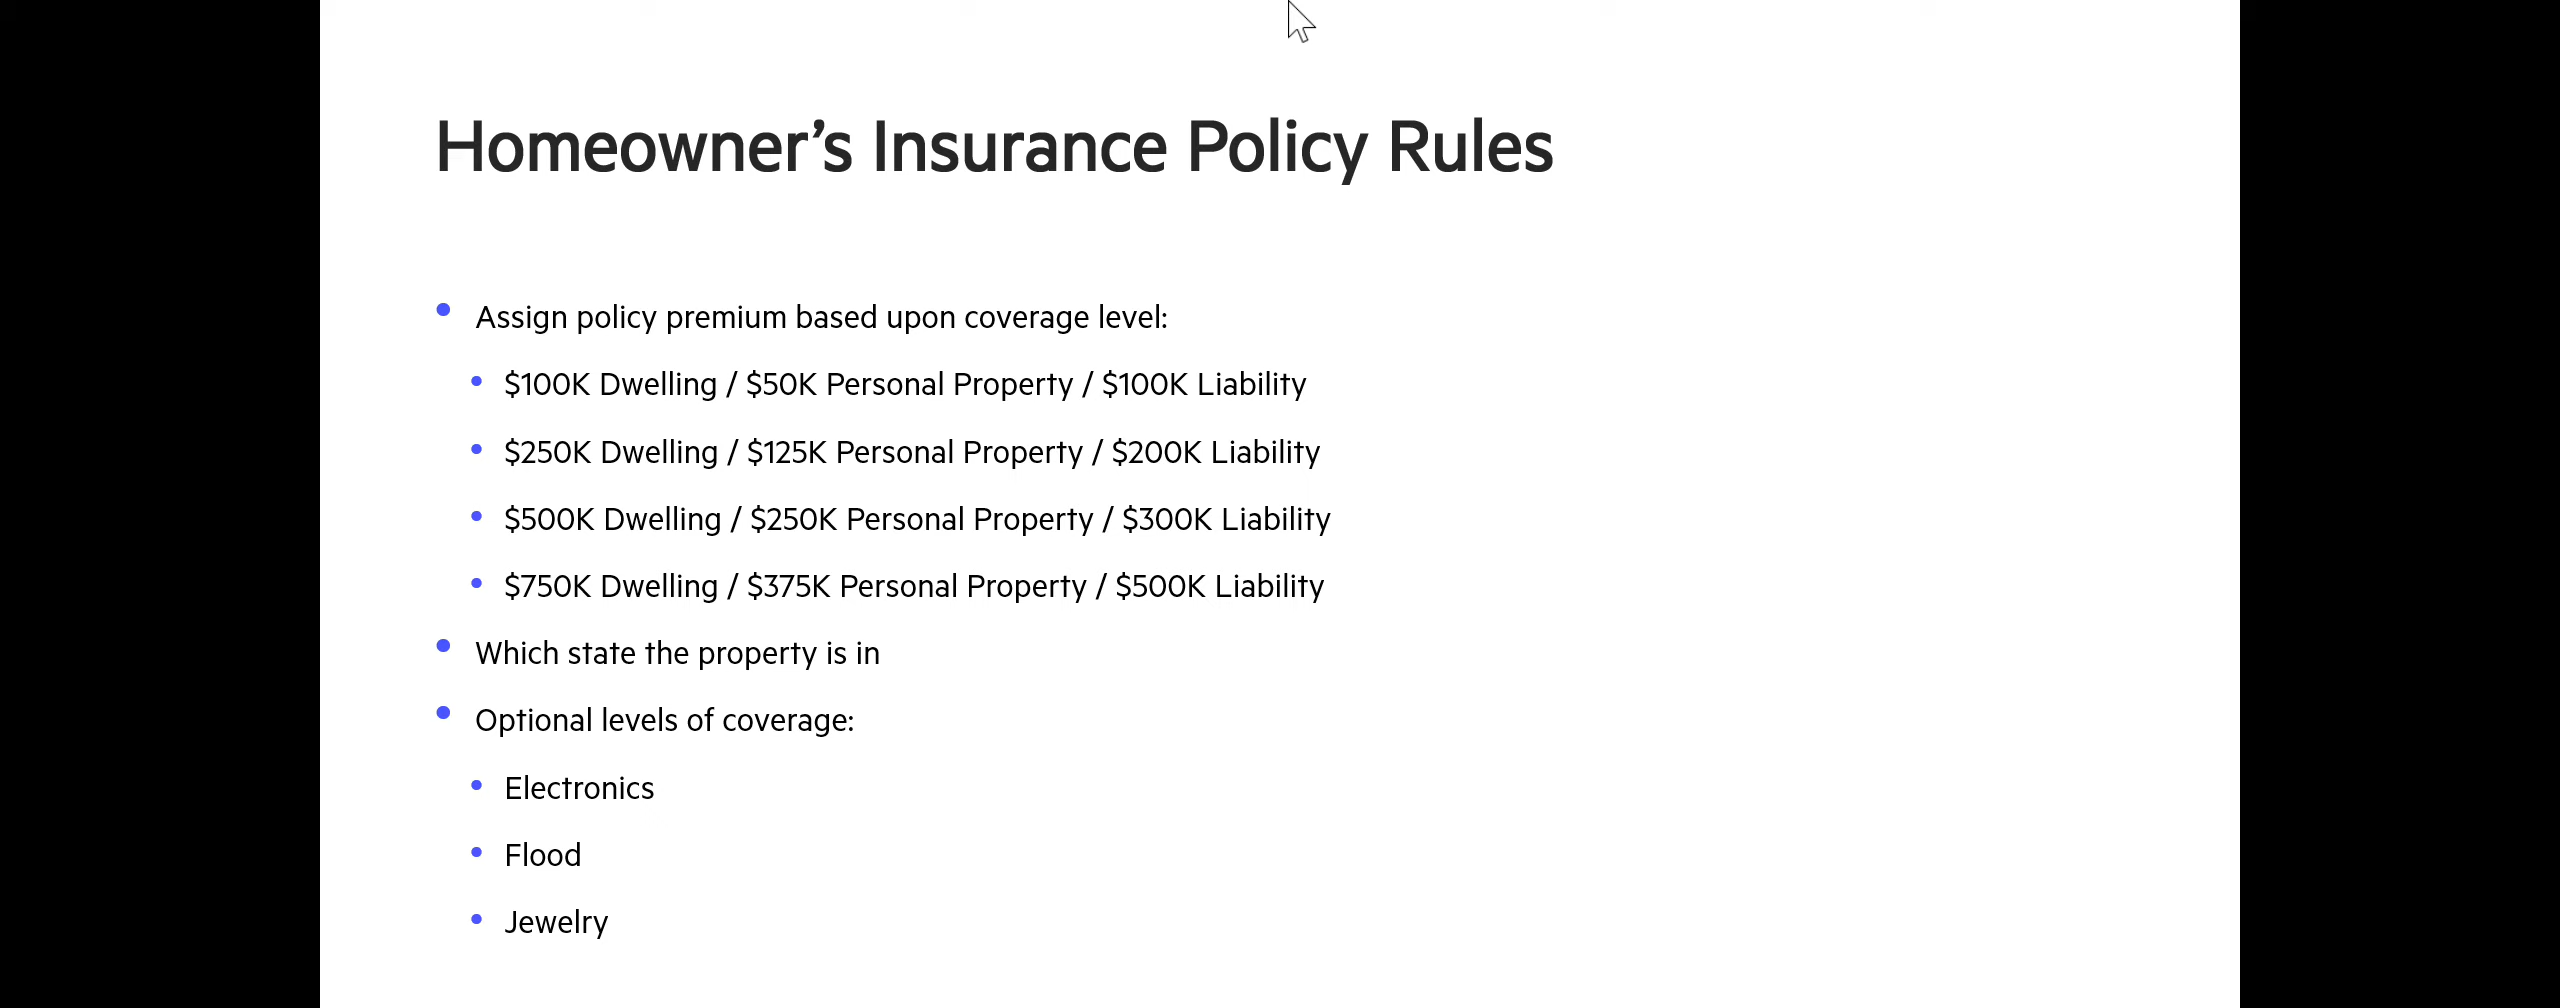 Homeowner’s Insurance Policy Rules
Assign policy premium based upon coverage level:
$100K Dwelling / $50K Personal Property / $100K Liability
$250K Dwelling / $125K Personal Property / $200K Liability
$500K Dwelling / $250K Personal Property / $300K Liability
$750K Dwelling / $375K Personal Property / $500K Liability
Which state the property is in
Optional levels of coverage:
Electronics
Flood
Jewelry